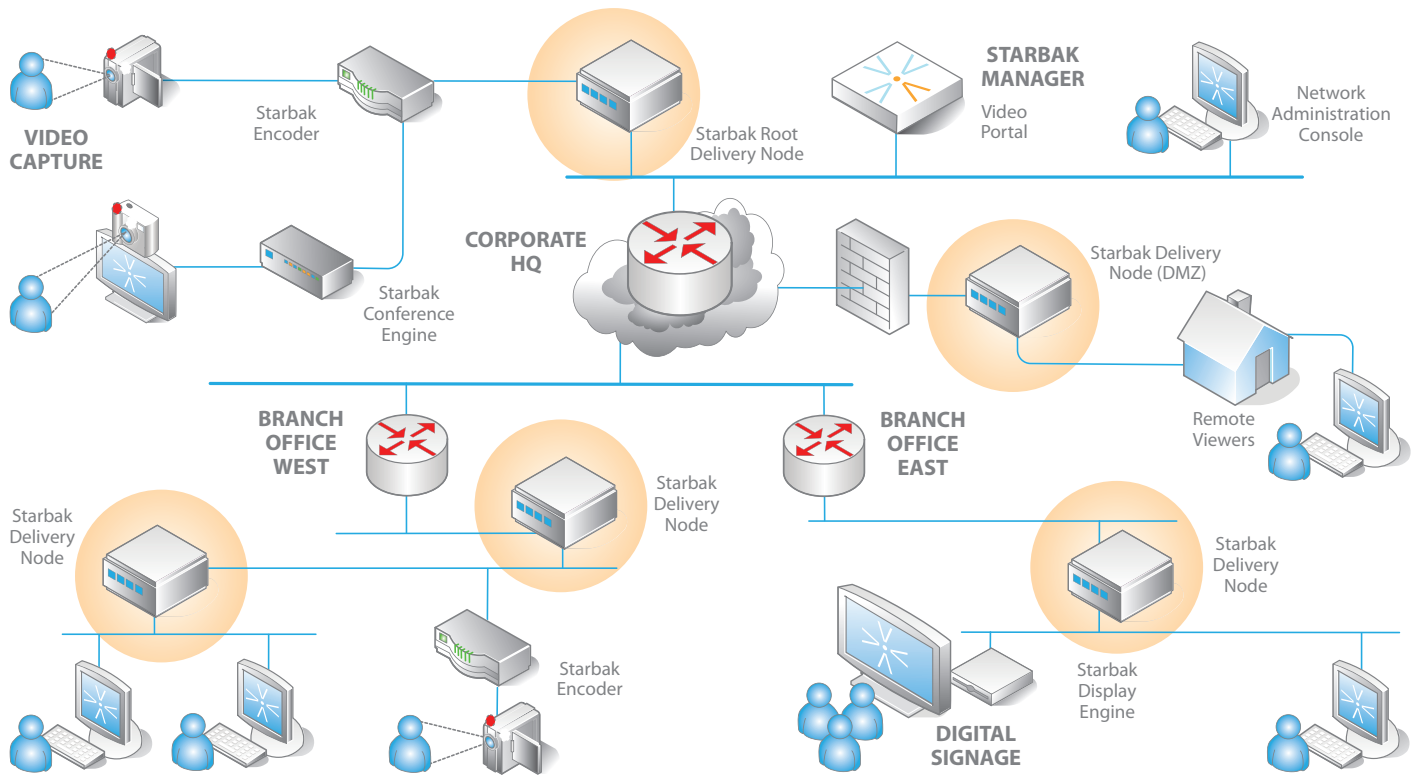 VIDEO
CAPTURE
Starbak
Encoder
Starbak Root
Delivery Node
STARBAK
MANAGER
Video
Portal
Network
Administration
Console
Starbak
Conference
Engine
CORPORATE
HQ
Starbak Delivery
Node (DMZ)
Remote
Viewers
BRANCH
OFFICE
WEST
BRANCH
OFFICE
EAST
Starbak
Delivery
Node
Starbak
Delivery
Node
Starbak
Delivery
Node
Starbak
Encoder
Starbak
Display
Engine
DIGITAL
SIGNAGE